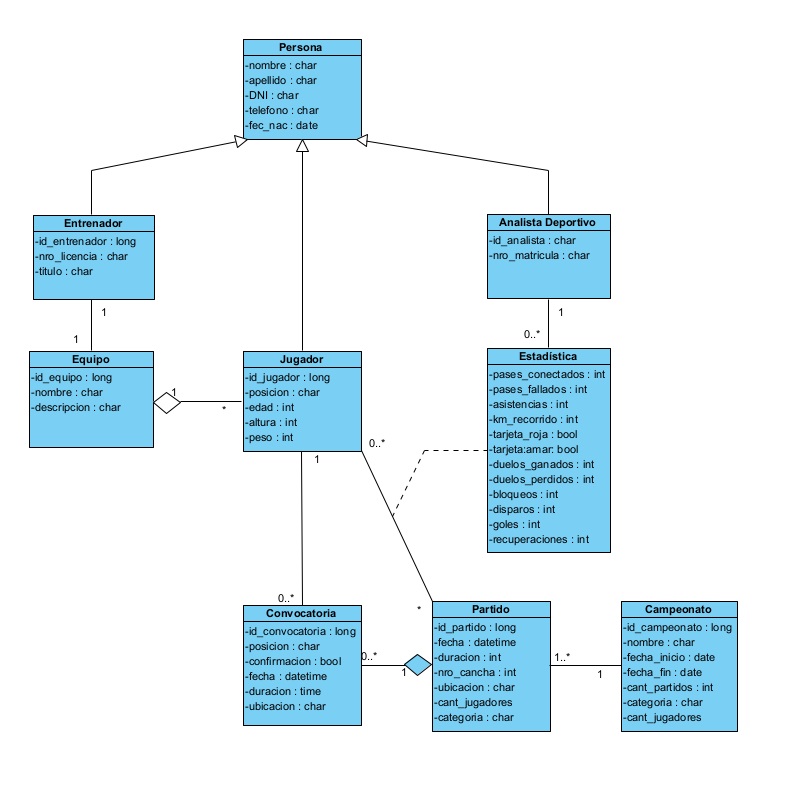 Persona
-nombre : char
-apellido : char
-DNI : char
-telefono : char
-fec_nac : date
Entrenador
-id_entrenador : long
-nro_licencia : char
-titulo : char
Analista Deportivo
-id_analista : char
-nro_matricula : char
1
1
1
0..*
Equipo
-id_equipo : long
-nombre : char
-descripcion : char
1
*
Jugador
-id_jugador : long
-posicion : char
-edad : int
-altura : int
-peso : int
Estadística
-pases_conectados : int
-pases_fallados : int
-asistencias : int
-km_recorrido : int
-tarjeta_roja : bool
-tarjeta:amar: bool
-duelos_ganados : int
-duelos_perdidos : int
-bloqueos : int
-disparos : int
-goles : int
-recuperaciones : int
0..*
1
0..*
*
Convocatoria
-id_convocatoria : long
-posicion : char
-confirmacion : bool
-fecha : datetime
-duracion : time
-ubicacion : char
0..*
1
Partido
-id_partido : long
-fecha : datetime
-duracion : int
-nro_cancha : int
-ubicacion : char
-cant_jugadores
-categoria : char
1..*
1
Campeonato
-id_campeonato : long
-nombre : char
-fecha_inicio : date
-fecha_fin : date
-cant_partidos : int
-categoria : char
-cant_jugadores